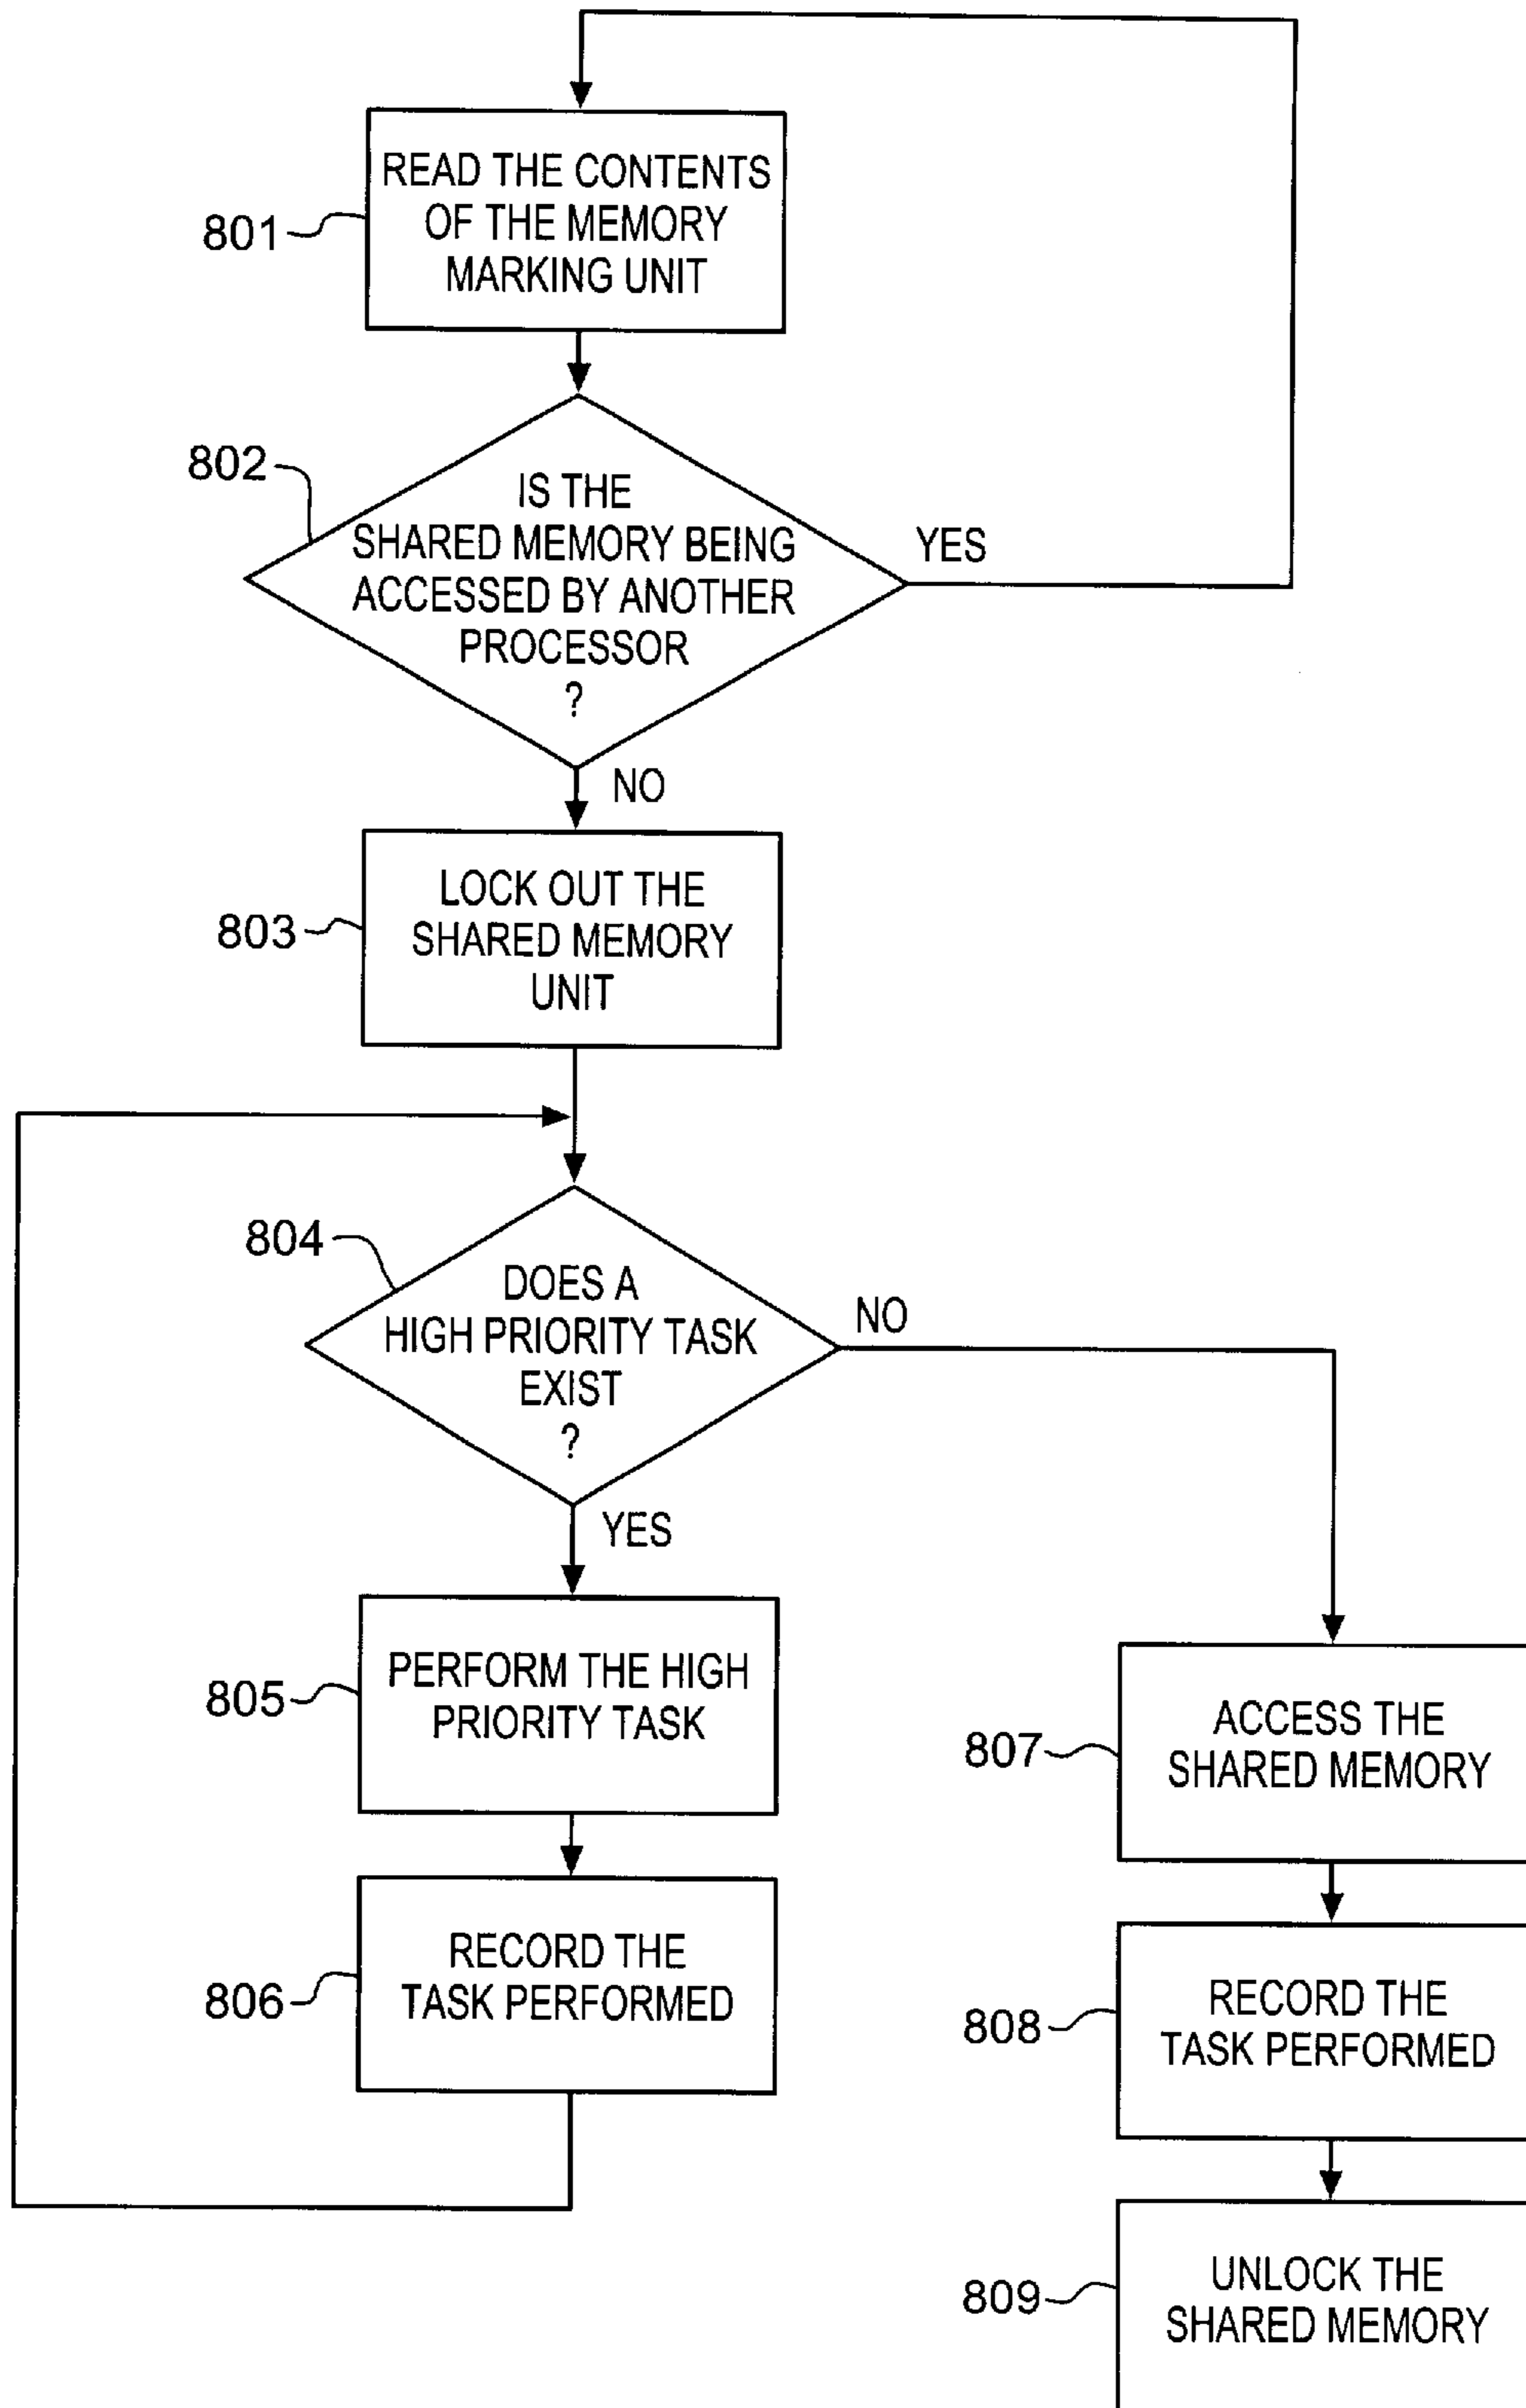 801
READ THE CONTENTS
OF THE MEMORY
MARKING UNIT
802
IS THE
SHARED MEMORY BEING
ACCESSED BY ANOTHER
PROCESSOR
?
YES
NO
803
LOCK OUT THE
SHARED MEMORY
UNIT
804
DOES A
HIGH PRIORITY TASK
EXIST
?
NO
YES
805
PERFORM THE HIGH
PRIORITY TASK
806
RECORD THE
TASK PERFORMED
807
ACCESS THE
SHARED MEMORY
808
RECORD THE
TASK PERFORMED
809
UNLOCK THE
SHARED MEMORY